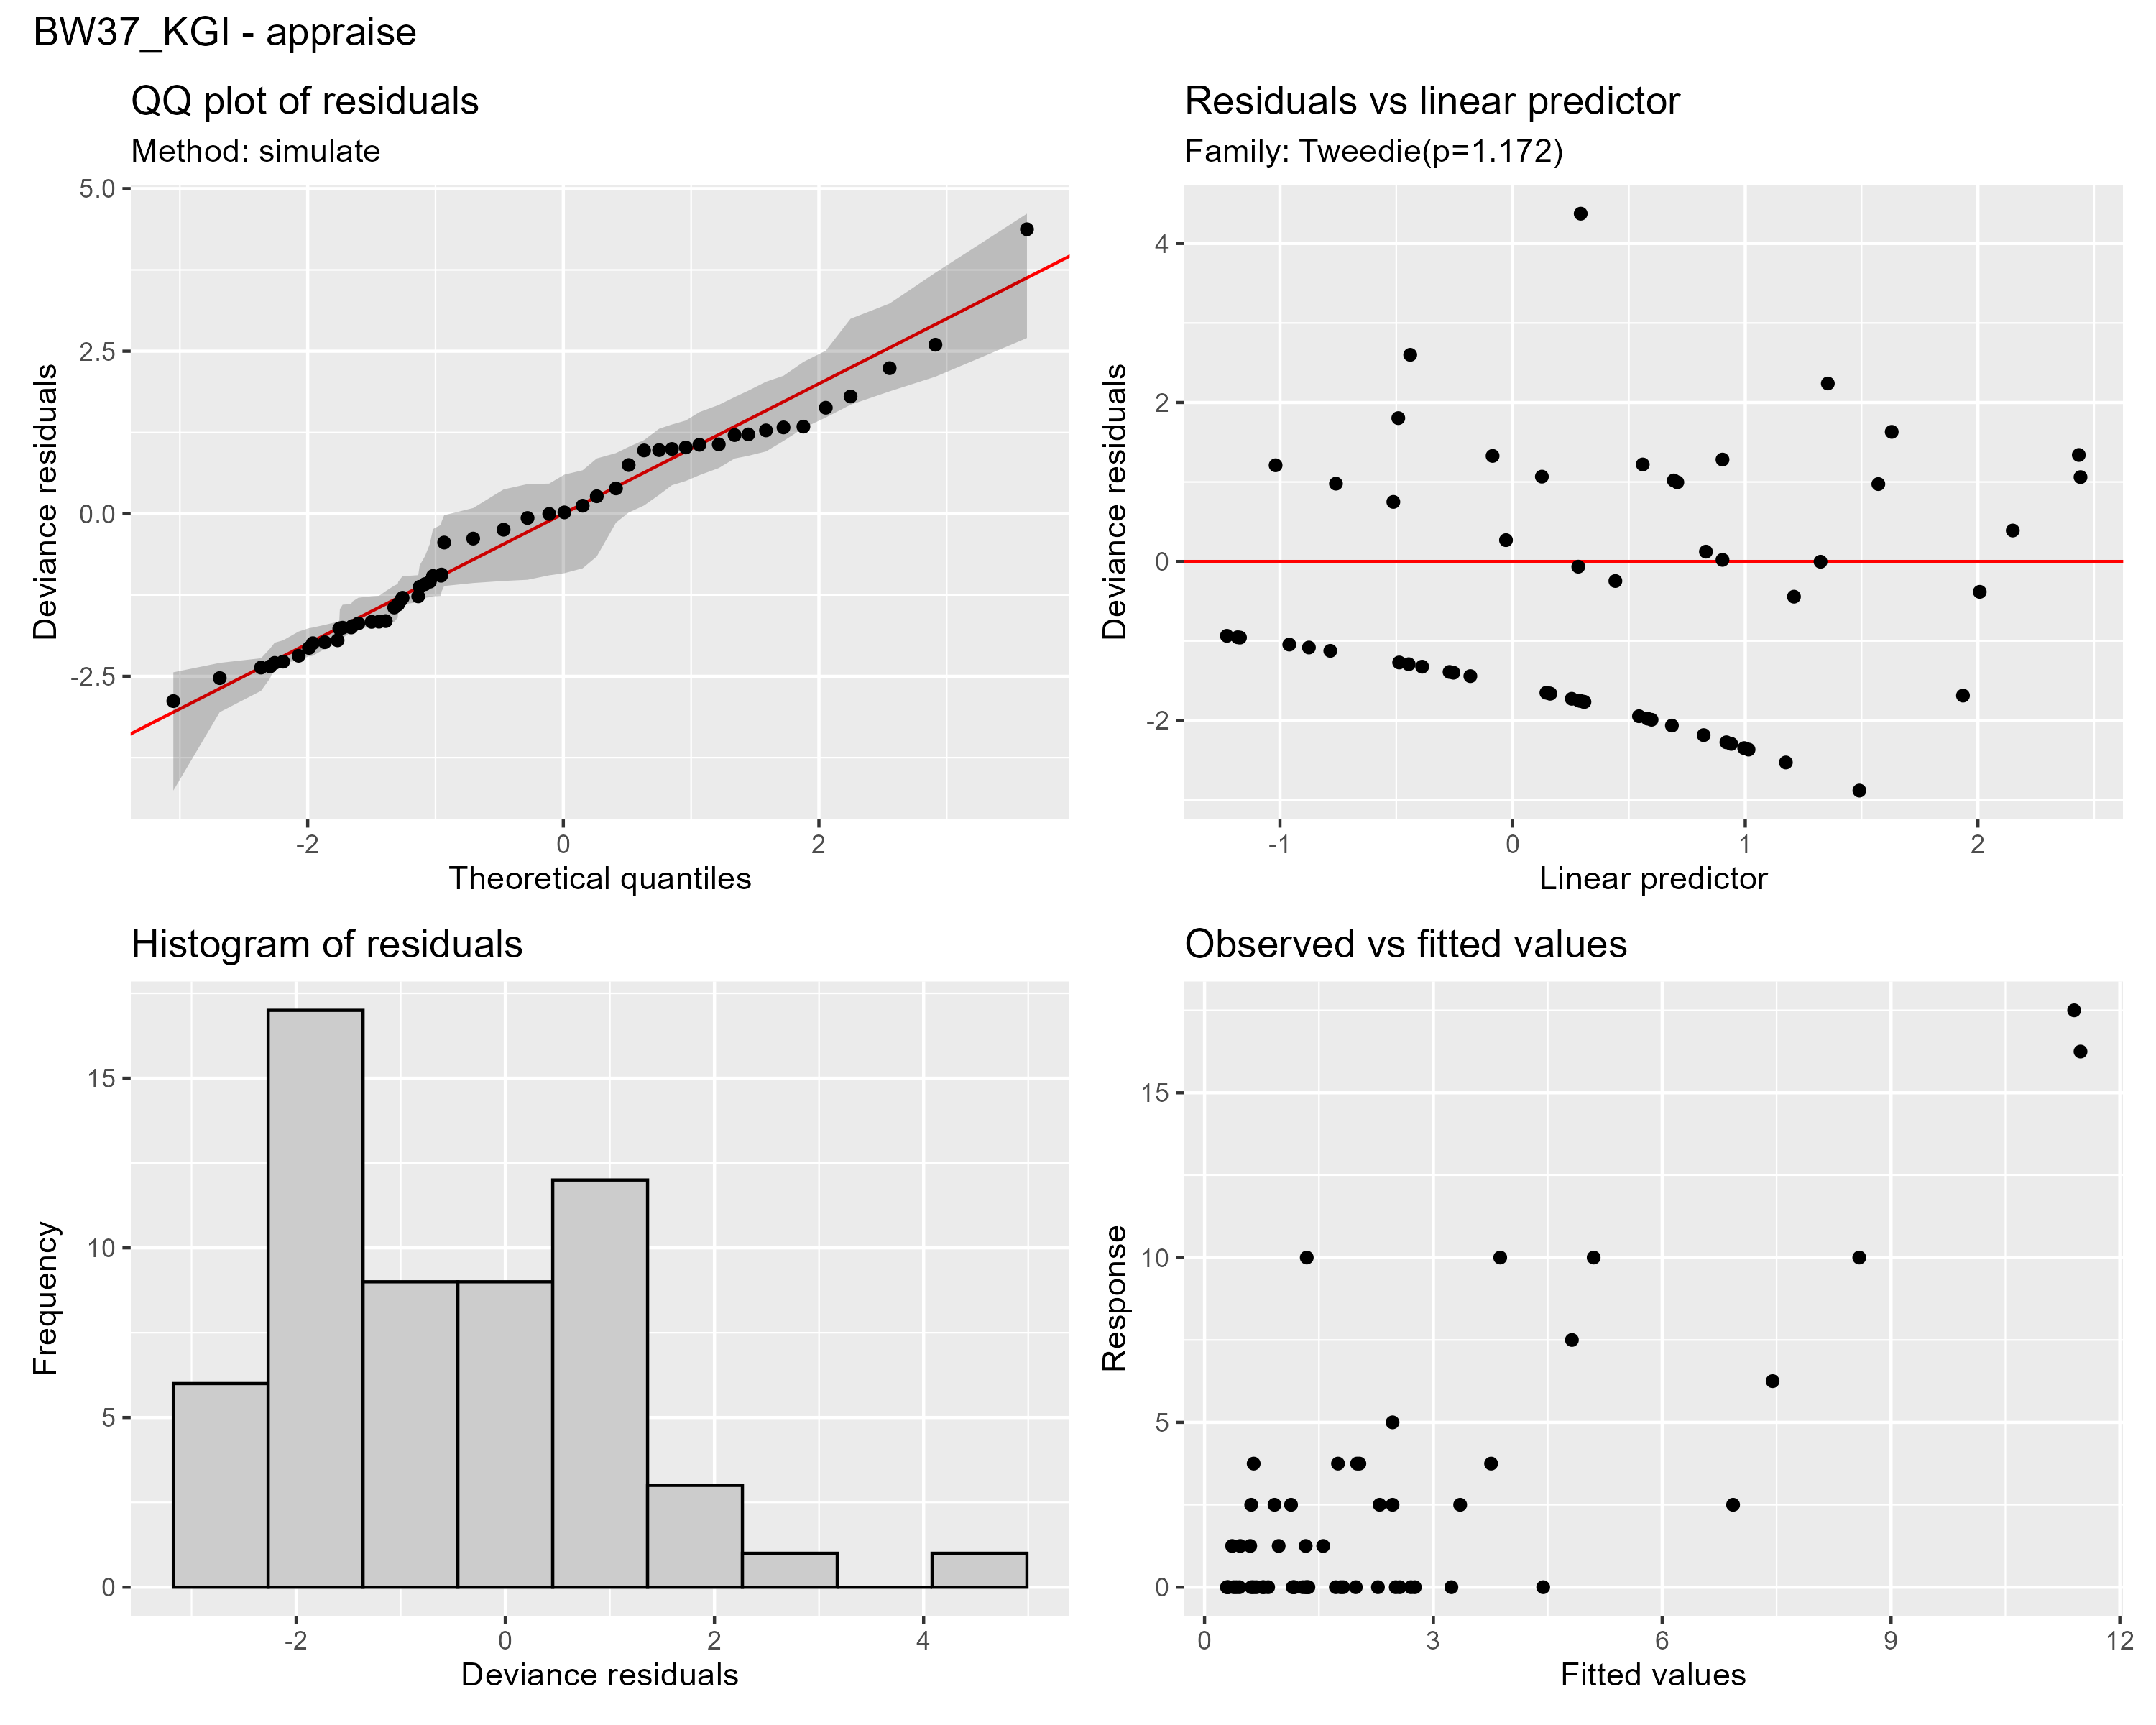 BW37_KGI - appraise
QQ plot of residuals
Method: simulate
5.0
2.5
0.0
-2.5
-2
0
2
Deviance residuals
Theoretical quantiles
Residuals vs linear predictor
Family: Tweedie(p=1.172)
4
2
0
-2
-1
0
1
2
Deviance residuals
Linear predictor
Histogram of residuals
15
10
5
0
-2
0
2
4
Frequency
Deviance residuals
Observed vs fitted values
15
10
5
0
0
3
6
9
12
Response
Fitted values